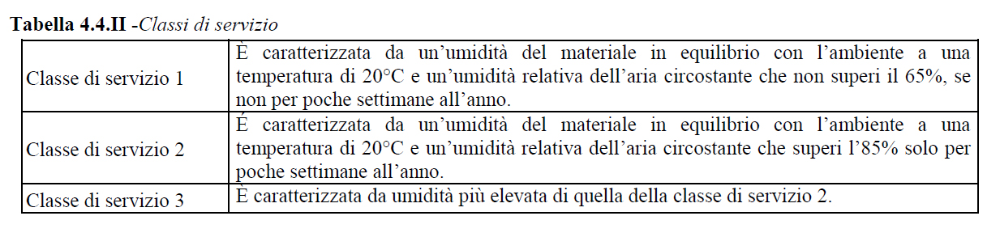 Tabella 4.4.II -Classi di servizio
Classe di servizio 1
È caratterizzata da un’umidità del materiale in equilibrio con l’ambiente a una
temperatura di 20°C e un’umidità relativa dell’aria circostante che non superi il 65%, se
non per poche settimane all’anno.
Classe di servizio 2
É caratterizzata da un’umidità del materiale in equilibrio con l’ambiente a una
temperatura di 20°C e un’umidità relativa dell’aria circostante che superi l’85% solo per
poche settimane all’anno.
Classe di servizio 3
È caratterizzata da umidità più elevata di quella della classe di servizio 2.